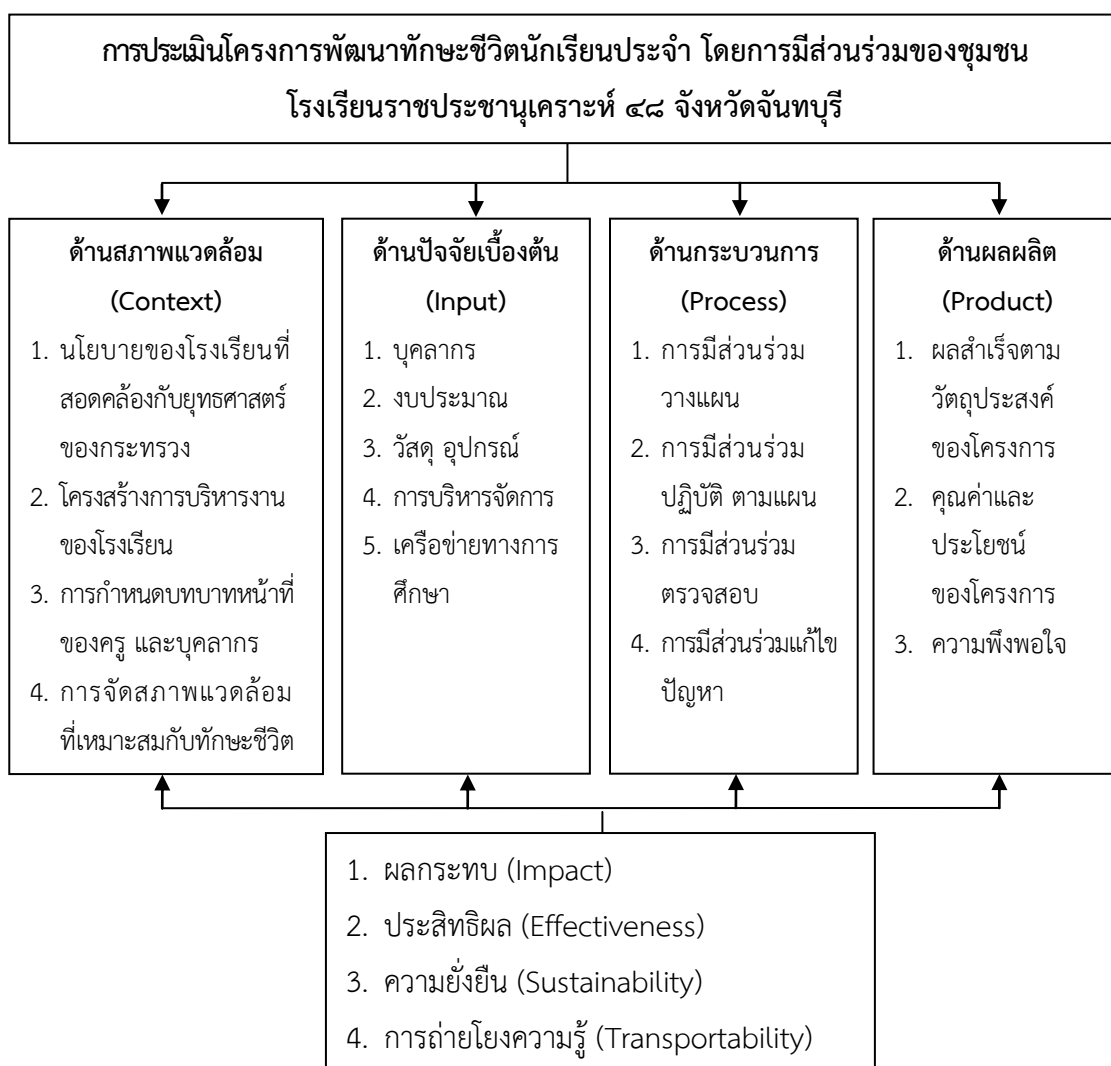 การประเมินโครงการพัฒนาทักษะชีวิตนักเรียนประจำ โดยการมีส่วนร่วมของชุมชน
โรงเรียนราชประชานุเคราะห์ ๔๘ จังหวัดจันทบุรี
ด้านสภาพแวดล้อม
(Context)
1. นโยบายของโรงเรียนที่
สอดคล้องกับยุทธศาสตร์
ของกระทรวง
2. โครงสร้างการบริหารงาน
ของโรงเรียน
3. การกำหนดบทบาทหน้าที่
ของครู และบุคลากร
4. การจัดสภาพแวดล้อม
ที่เหมาะสมกับทักษะชีวิต
ด้านปัจจัยเบื้องต้น
(Input)
1. บุคลากร
2. งบประมาณ
3. วัสดุ อุปกรณ์
4. การบริหารจัดการ
5. เครือข่ายทางการ
ศึกษา
ด้านกระบวนการ
(Process)
1. การมีส่วนร่วม
วางแผน
2. การมีส่วนร่วม
ปฏิบัติ ตามแผน
3. การมีส่วนร่วม
ตรวจสอบ
4. การมีส่วนร่วมแก้ไข
ปัญหา
ด้านผลผลิต
(Product)
1. ผลสำเร็จตาม
วัตถุประสงค์
ของโครงการ
2. คุณค่าและ
ประโยชน์
ของโครงการ
3. ความพึงพอใจ
1. ผลกระทบ (Impact)
2. ประสิทธิผล (Effectiveness)
3. ความยั่งยืน (Sustainability)
4. การถ่ายโยงความรู้ (Transportability)